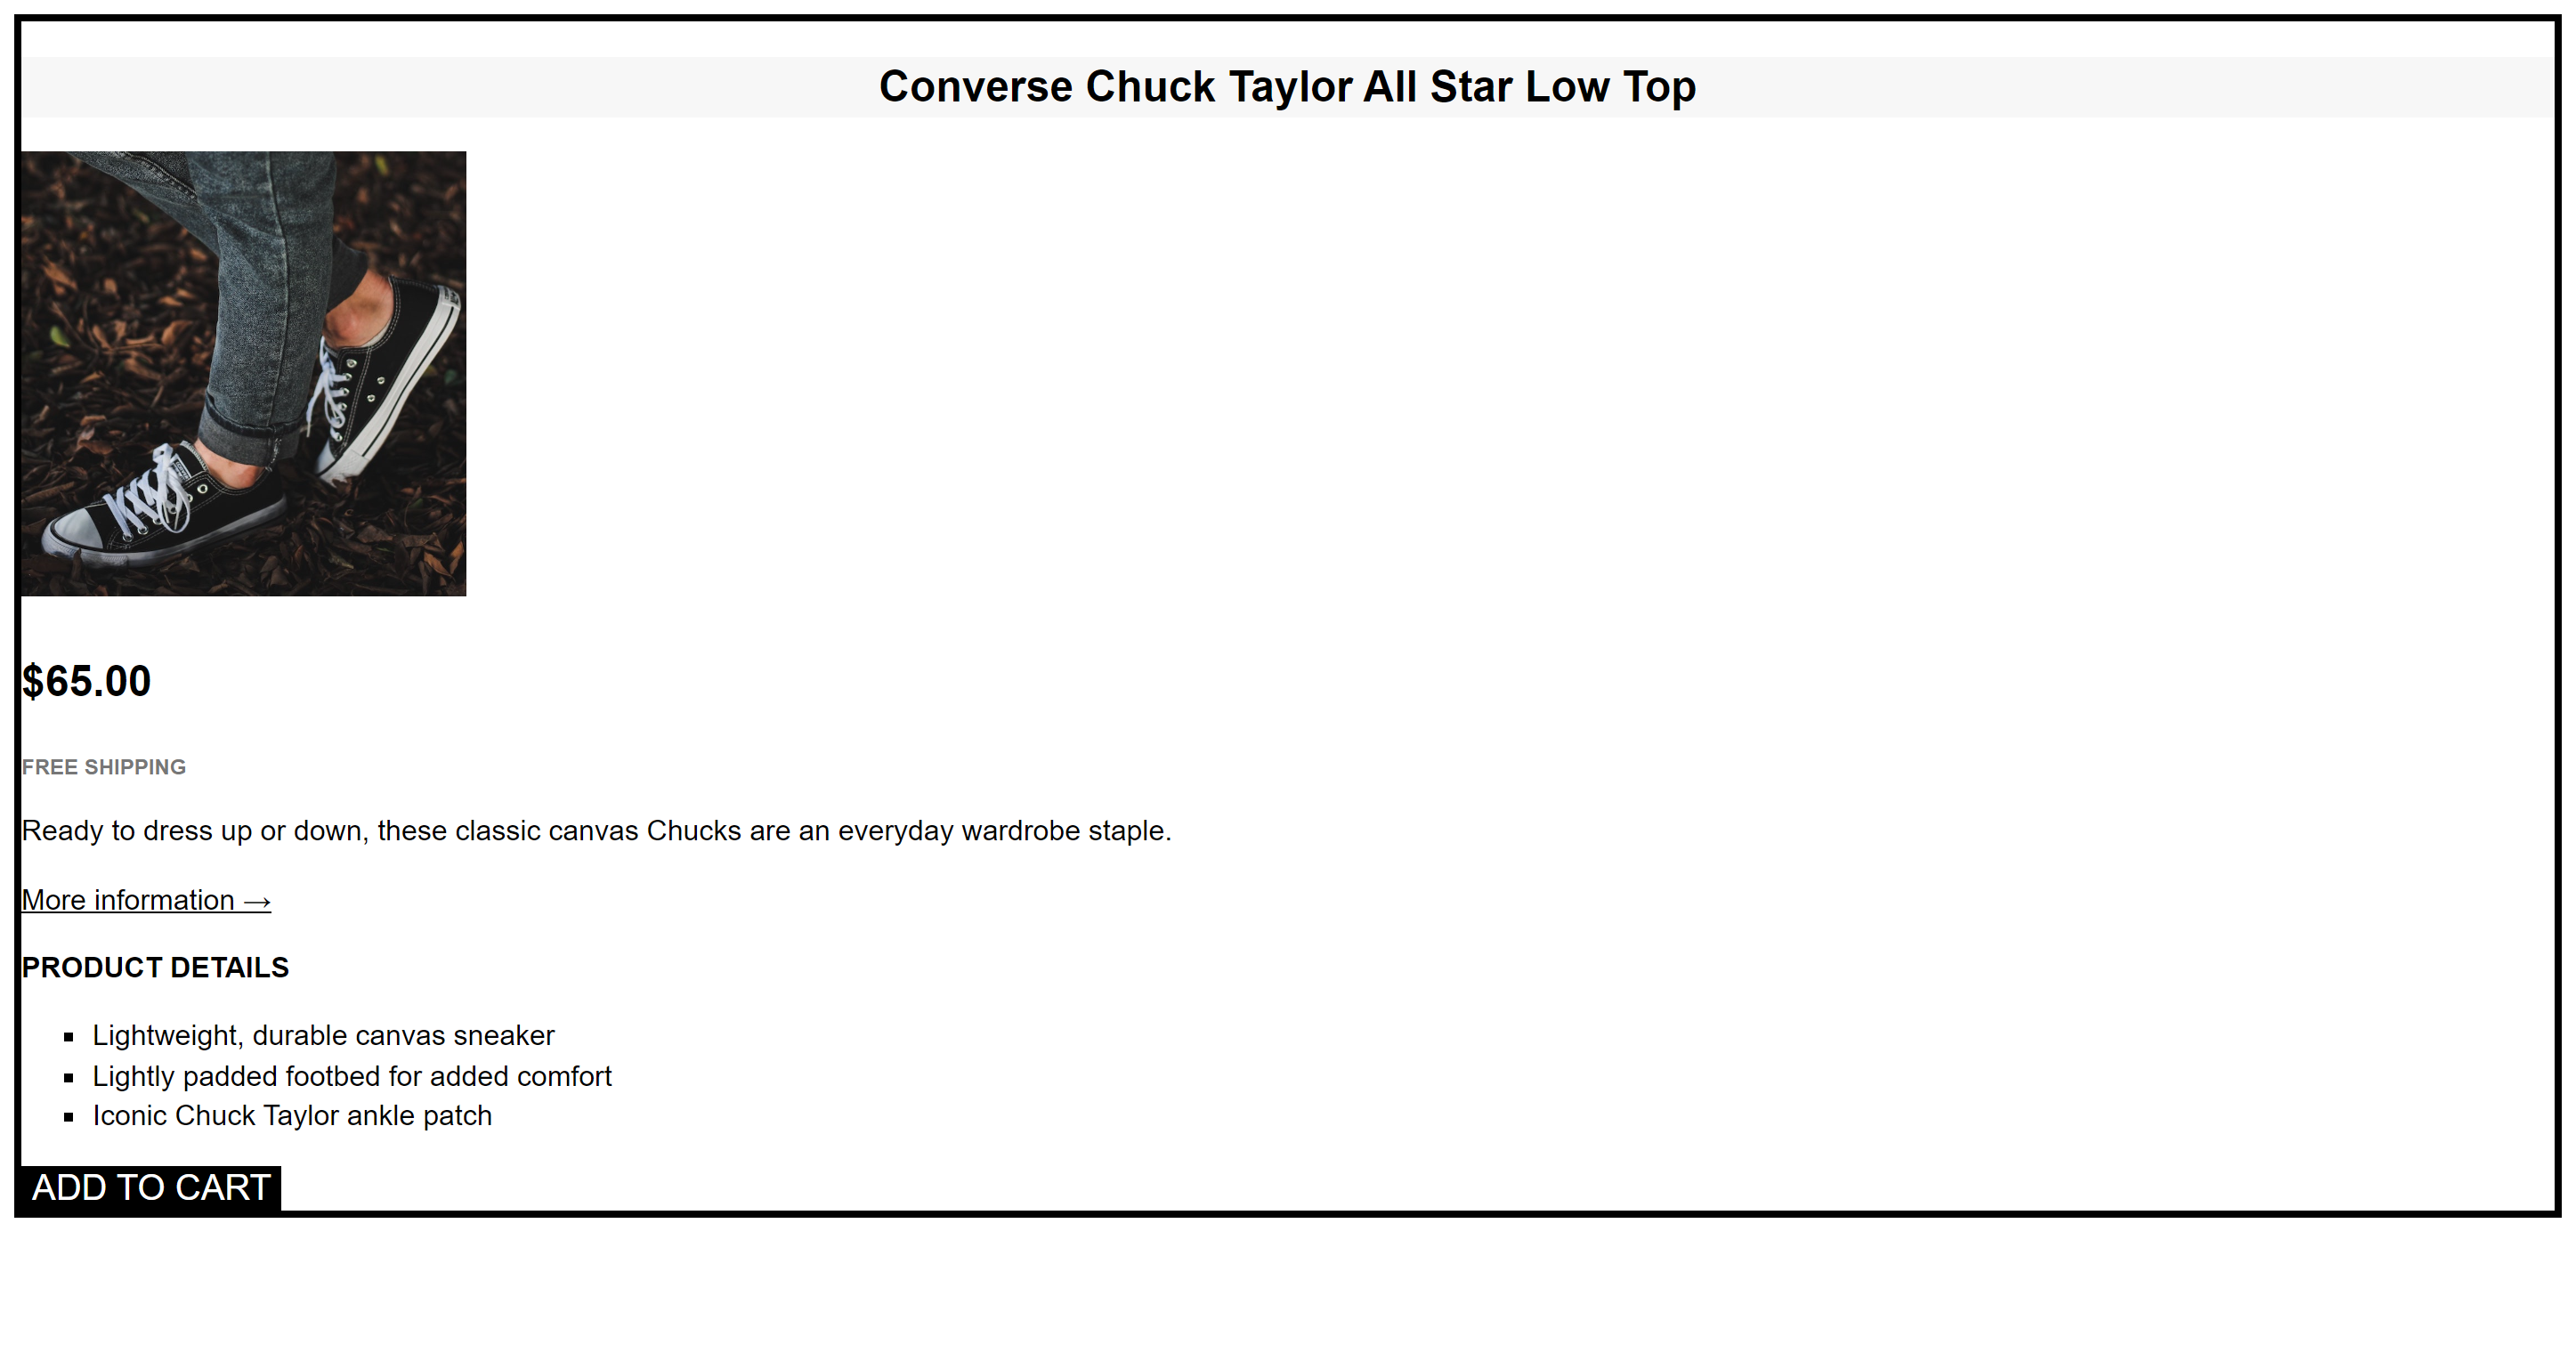 Converse Chuck Taylor All Star Low Top
$65.00
FREE SHIPPING
Ready to dress up or down, these classic canvas Chucks are an everyday wardrobe staple.
More information →
PRODUCT DETAILS
▪ Lightweight, durable canvas sneaker
▪ Lightly padded footbed for added comfort
▪ Iconic Chuck Taylor ankle patch
ADD TO CART